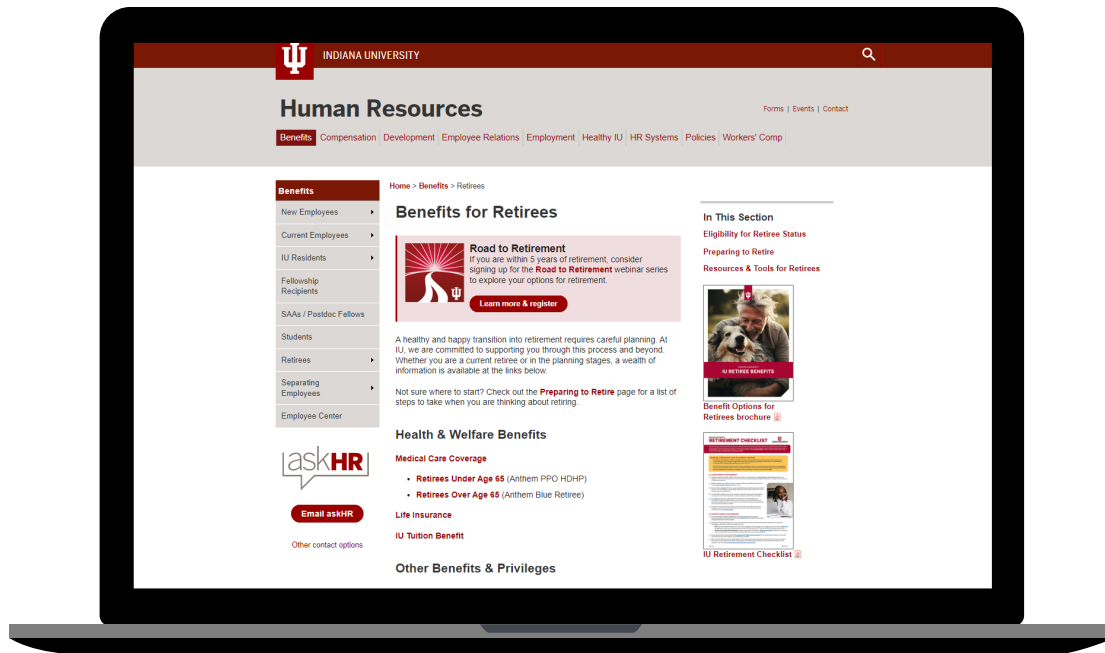 INDIANA UNIVERSITY
Human Resources
Forms | Events | Contact
Benefits Compensation Development Employee Relations Employment Healthy IU HR Systems Policies Workers' Comp
Benefits
New Employees
Current Employees
IU Residents
Fellowship
Recipients
SAAs / Postdoc Fellows
Students
Retirees
Separating
Employees
Employee Center
askHR
Email askHR
Other contact options
Home > Benefits > Retirees
Benefits for Retirees
Road to Retirement
If you are within 5 years of retirement, consider
signing up for the Road to Retirement webinar series
to explore your options for retirement.
Learn more & register
A healthy and happy transition into retirement requires careful planning. At
IU, we are committed to supporting you through this process and beyond.
Whether you are a current retiree or in the planning stages, a wealth of
information is available at the links below.
Not sure where to start? Check out the Preparing to Retire page for a list of
steps to take when you are thinking about retiring.
Health & Welfare Benefits
Medical Care Coverage
• Retirees Under Age 65 (Anthem PPO HDHP)
• Retirees Over Age 65 (Anthem Blue Retiree)
Life Insurance
IU Tuition Benefit
Other Benefits & Privileges
In This Section
Eligibility for Retiree Status
Preparing to Retire
Resources & Tools for Retirees
IU RETIREE BENEFITS
Benefit Options for
Retirees brochure
RETIREMENT CHECKLIST
IU Retirement Checklist